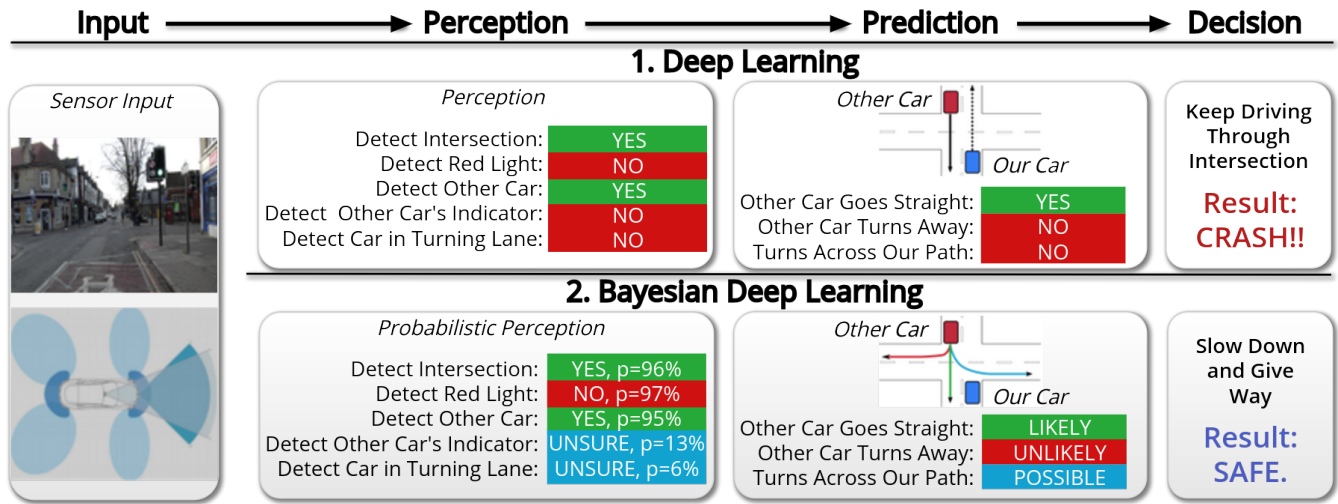 Input Perception Prediction Decision
1. Deep Learning
Sensor Input
Perception
Detect Intersection: YES
Detect Red Light: NO
Detect Other Car: YES
Detect Other Car's Indicator: NO
Detect Car in Turning Lane: NO
Other Car
Our Car
Other Car Goes Straight: YES
Other Car Turns Away: NO
Turns Across Our Path: NO
Keep Driving
Through
Intersection
Result:
CRASH!!
2. Bayesian Deep Learning
Probabilistic Perception
Detect Intersection: YES, p=96%
Detect Red Light: NO, p=97%
Detect Other Car: YES, p=95%
Detect Other Car's Indicator: UNSURE, p=13%
Detect Car in Turning Lane: UNSURE, p=6%
Other Car
Our Car
Other Car Goes Straight: LIKELY
Other Car Turns Away: UNLIKELY
Turns Across Our Path: POSSIBLE
Slow Down
and Give
Way
Result:
SAFE.